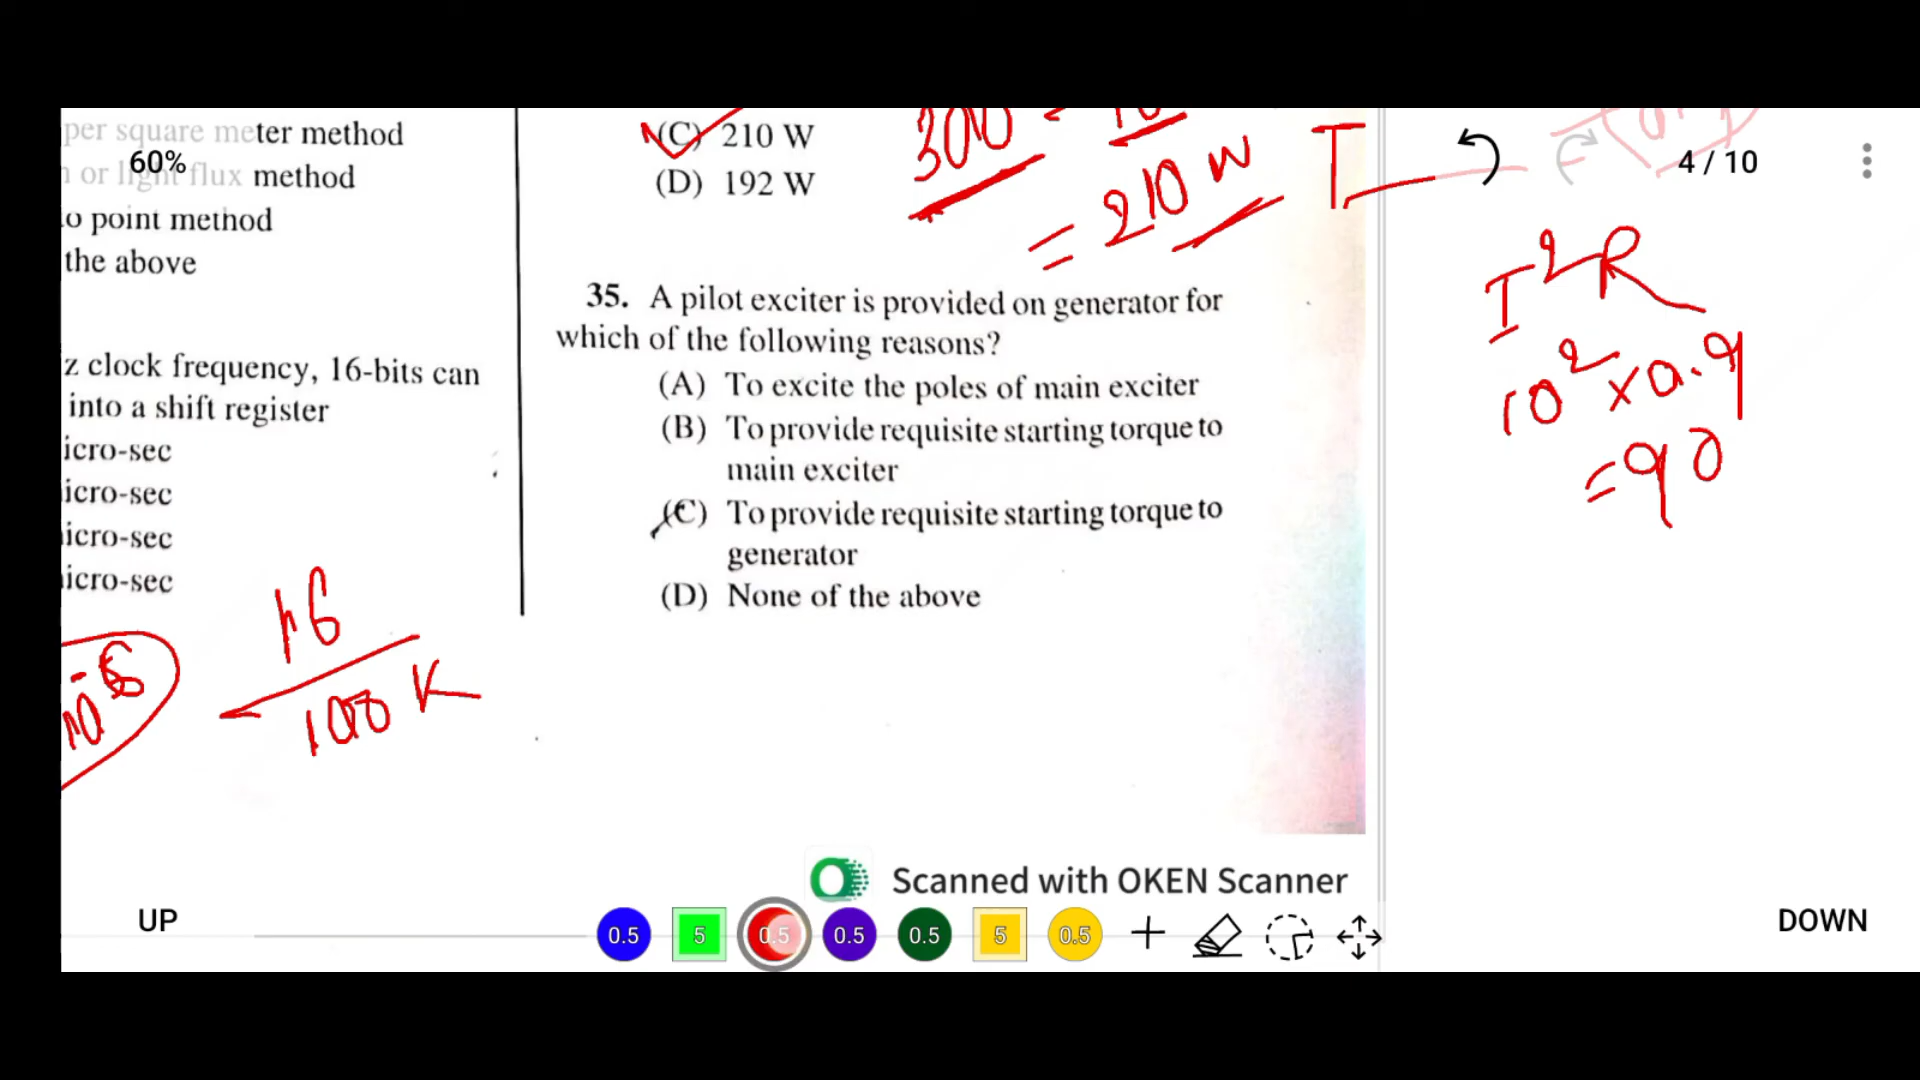 per square meter method
60%
or light flux method
o point method
the above
z clock frequency, 16-bits can
into a shift register
icro-sec
icro-sec
icro-sec
icro-sec
16
100 K
(C) 210 W
(D) 192 W
300 -
= 210 W
35. A pilot exciter is provided on generator for
which of the following reasons?
(A) To excite the poles of main exciter
(B) To provide requisite starting torque to
main exciter
(C) To provide requisite starting torque to
generator
(D) None of the above
4 / 10
I²R
10² × 0.9
= 90
Scanned with OKEN Scanner
UP
0.5
5
0.5
0.5
0.5
5
0.5
DOWN